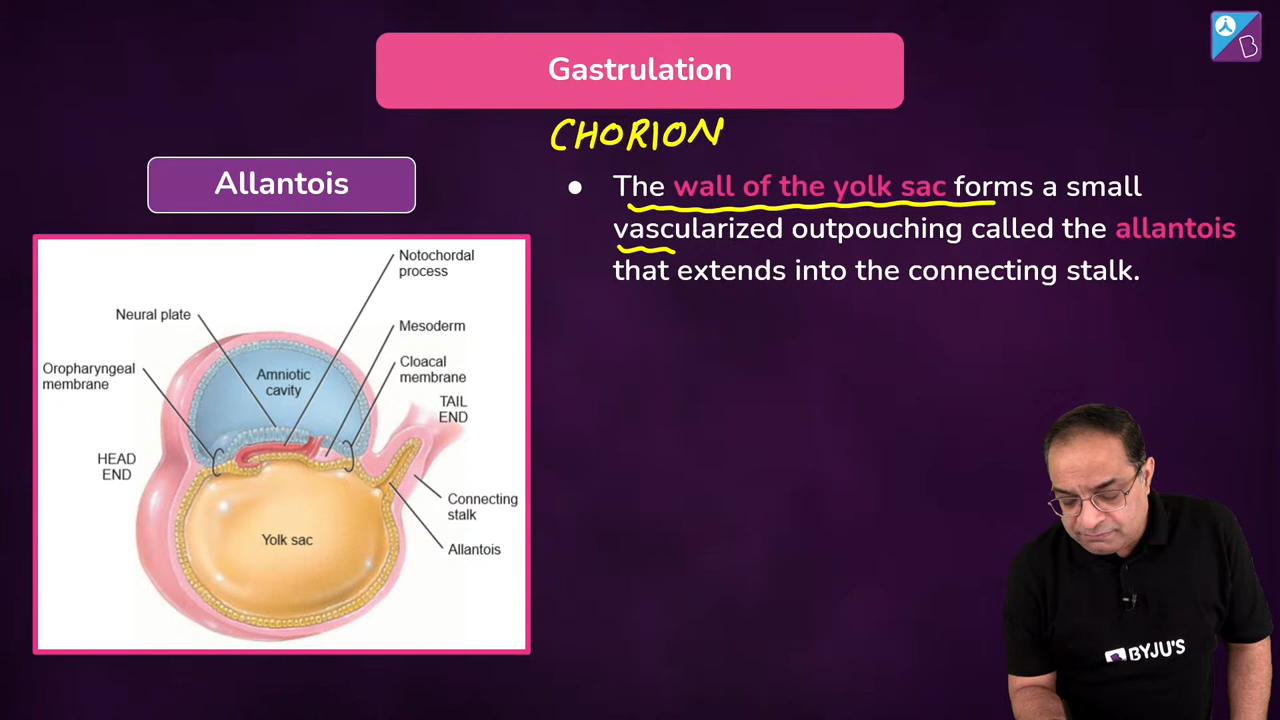 Gastrulation
CHORION
Allantois
● The wall of the yolk sac forms a small
vascularized outpouching called the allantois
that extends into the connecting stalk.
Notochordal
process
Neural plate
Mesoderm
Oropharyngeal
membrane
Cloacal
membrane
Amniotic
cavity
TAIL
END
HEAD
END
Connecting
stalk
Yolk sac
Allantois
BYJU'S
B